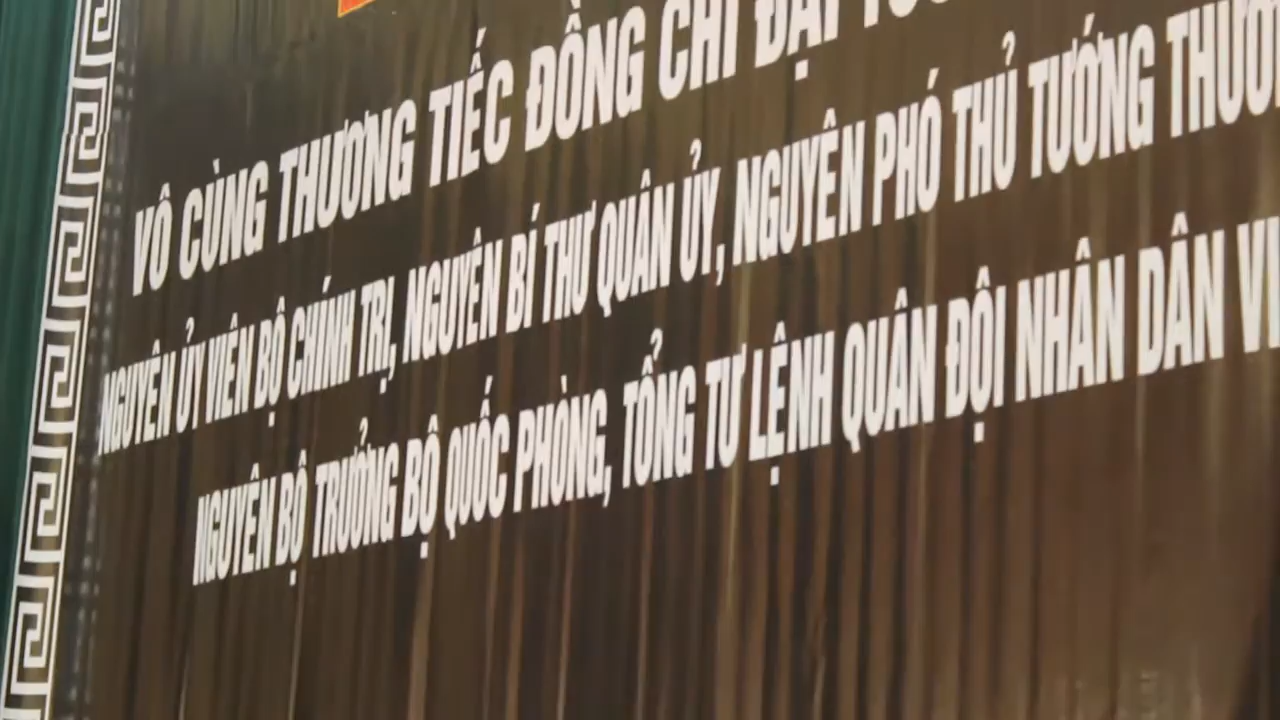 VÔ CÙNG THƯƠNG TIẾC ĐỒNG CHÍ ĐẠI
NGUYÊN ỦY VIÊN BỘ CHÍNH TRỊ, NGUYÊN BÍ THƯ QUÂN ỦY, NGUYÊN PHÓ THỦ TƯỚNG
NGUYÊN BỘ TRƯỞNG BỘ QUỐC PHÒNG, TỔNG TƯ LỆNH QUÂN ĐỘI NHÂN DÂN